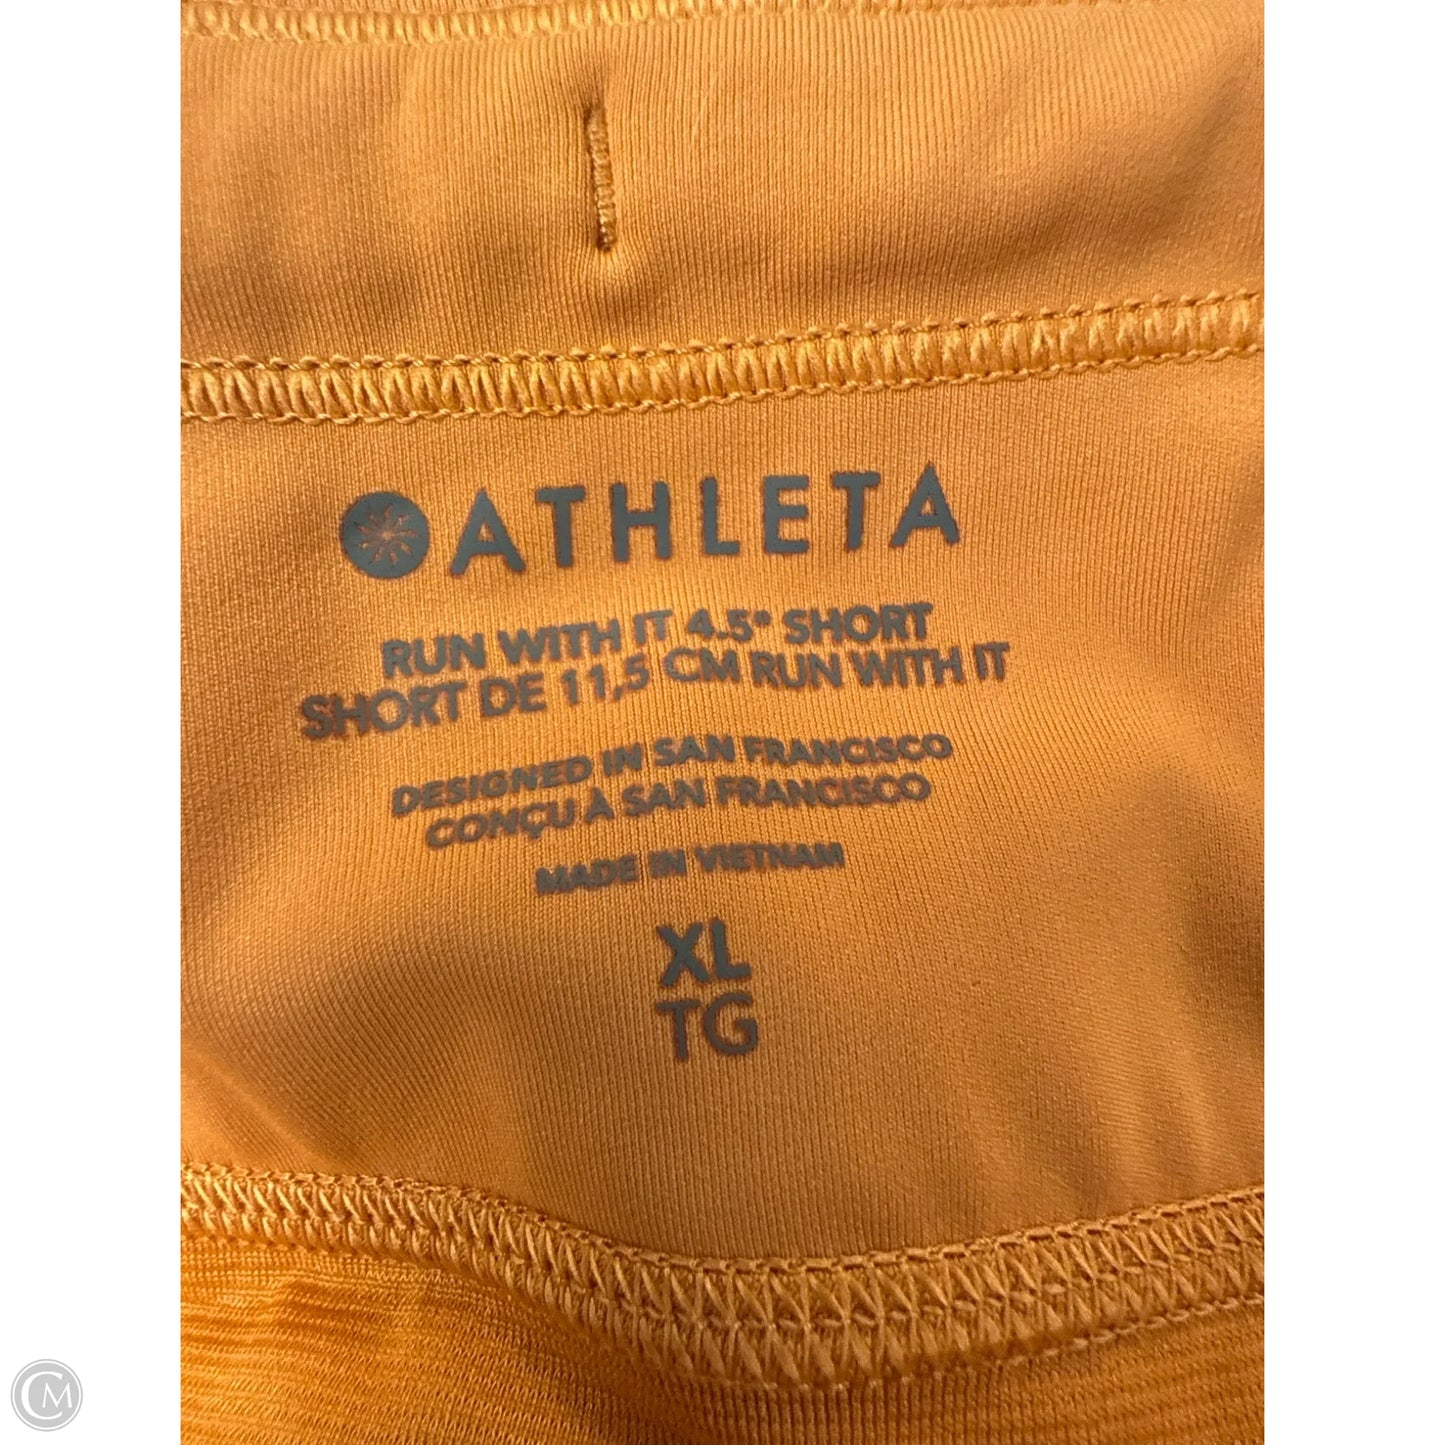 ATHLETA
RUN WITH IT 4.5" SHORT
SHORT DE 11,5 CM RUN WITH IT
DESIGNED IN SAN FRANCISCO
CONÇU À SAN FRANCISCO
MADE IN VIETNAM
XL
TG
CM